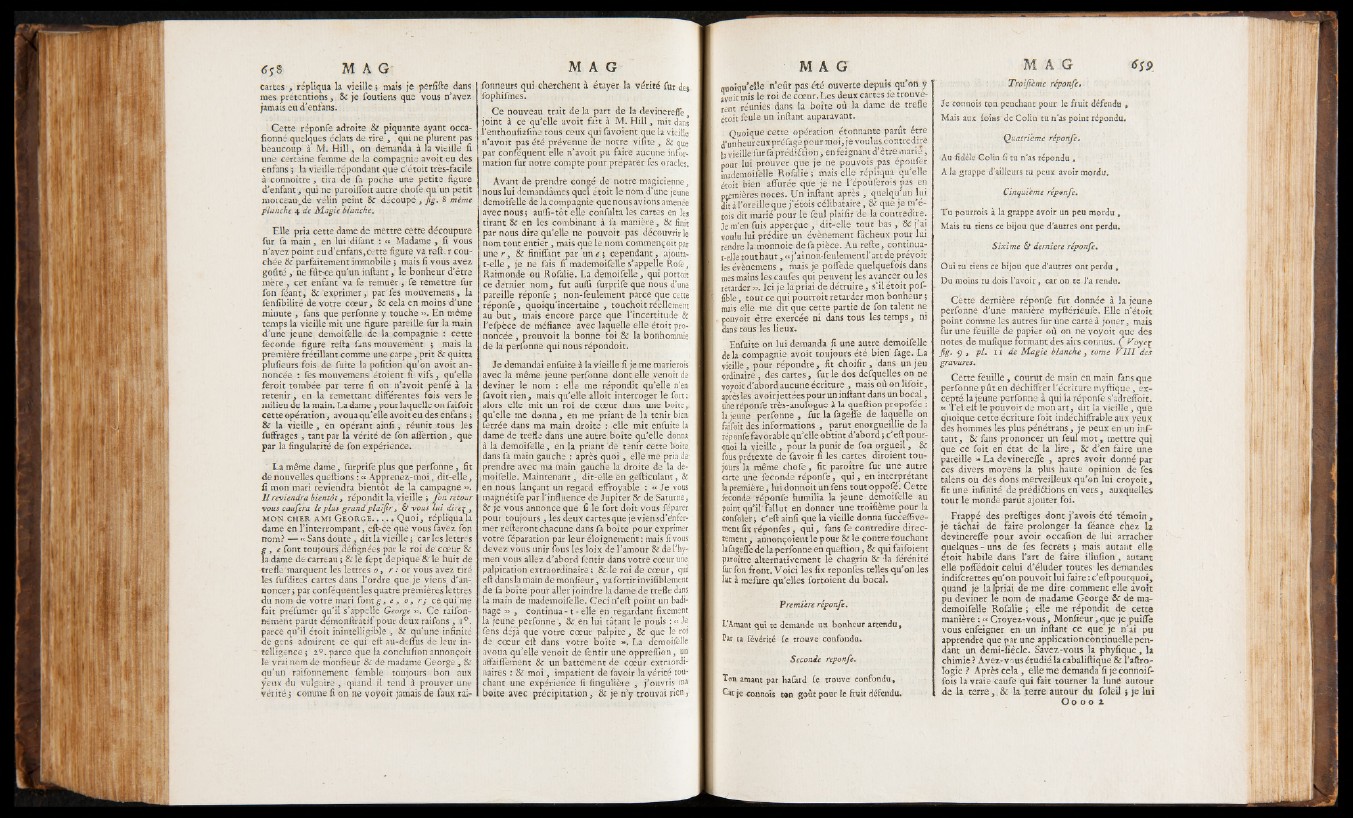 658 M A G
cartes , répliqua la vieille ; mais je persiste dans
mes prétentions , & je soutiens que vous n'avez
jamais eu d'enfans.
Cette réponse adroite & piquante ayant occa-
sionné quelques éclats de rire , qui ne plurent pas
beaucoup à M. Hill , on demanda à la vieille si
une certaine femme de la compagnie avoit eu des
enfans ; la vieille répondant que c'étoit très-facile
à connoitre , tira de sa poche une petite figure
d'enfant , qui ne paroissoit autre chose qu'un petit
morceau de vélin peint & découpé , fig. 8 même
planche 4 de Magie blanche.
Elle pria cette dame de mettre cette découpure
sur sa main , en lui disant : « Madame , si vous
n'avez point eu d'enfans, cette figure va rester cou-
chée & parfaitement immobile ; mais si vous avez
goûté , ne fût-ce qu'un instant , le bonheur d'être
mère , cet enfant va se remuer , se remettre sur
son séant, & exprimer, par ses mouvemens, la
sensibilité de votre cœur, & cela en moins d'une
minute , sans que personne y touche ». En même
temps la vieille mit une figure pareille sur la main
d'une jeune demoiselle de la compagnie : cette
seconde figure resta sans mouvement ; mais la
première frétillant comme une carpe , prit & quitta
plusieurs fois de suite la position qu'on avoit an-
noncée : ses mouvemens étoient si vifs , qu'elle
seroit tombée par terre si on n'avoit pensé à la
retenir , en la remettant différentes fois vers le
milieu de la main. La dame , pour laquelle on faisoit
cette opération , avoua qu'elle avoit eu des enfans ;
& la vieille , en opérant ainsi , réunit tous les
suffrages , tant par la vérité de son assertion , que
par la singularité de son expérience.
La même dame , surprise plus que personne , fit
de nouvelles questions : « Apprenez-moi , dit-elle ,
si mon mari reviendra bientôt de la campagne ».
Il reviendra bientôt , répondit la vieille ; son retour
vous causera le plus grand plaisir, & vous lui direz ,
MON CHER AMI GEORGE..... Quoi, répliqua la
dame en l'interrompant , est-ce que vous savez son
nom ? — « Sans doute , dit la vieille ; car les lettres
g , e sont toujours désignées par le roi de cœur &
la dame de carreau ; & le sept de pique & le huit de
trefle marquent les lettres o , r : or vous avez tiré
les susdites cartes dans l'ordre que je viens d'an-
noncer ; par conséquent les quatre premières lettres
du nom de votre mari sont g , e , o , r ; ce qui me
fait présumer qu'il s'appelle George ». Ce raison-
nement parut démonstratif pour deux raisons , 1°.
parce qu'il étoit inintelligible , & qu'une infinité
de gens admirent ce qui est au-dessus de leur in-
telligence ; 2°. parce que la conclusion annonçoit
le vrai nom de monsieur & de madame George , &
qu'un raisonnement semble toujours bon aux
yeux du vulgaire , quand il tend à prouver une
vérité ; comme si on ne voyoit jamais de faux rai-
M A G
sonneurs qui cherchent à étayer la vérité sur des
sophismes.
Ce nouveau trait de la part de la devineresse ,
joint à ce qu'elle avoit fait à M. Hill , mit dans
l'enthousiasme tous ceux qui savoient que la vieille
n'avoit pas été prévenue de notre visite , & que
par conséquent elle n'avoit pu faire aucune infor-
mation sur notre compte pour préparer ses oracles.
Avant de prendre congé de notre magicienne ,
nous lui demandâmes quel étoit le nom d'une jeune
demoiselle de la compagnie que nous avions amenée
avec nous ; aussi-tôt elle consulta les cartes en les
tirant & en les combinant à sa manière , & finit
par nous dire qu'elle ne pouvoit pas découvrir le
nom tout entier , mais que le nom commençoit par
une r , & finissant par un e ; cependant , ajouta-
t-elle , je ne sais si mademoiselle s'appelle Rose ,
Raimonde ou Rosalie. La demoiselle , qui portoit
ce dernier nom , fut aussi surprise que nous d'une
pareille réponse ; non-seulement parce que cette
réponse , quoiqu'incertaine , touchoit réellement
au but , mais encore parce que l'incertitude &
l'espèce de méfiance avec laquelle elle étoit pro-
noncée , prouvoit la bonne foi & la bonhommie
de la personne qui nous répondoit.
Je demandai ensuite à la vieille si je me marierois
avec la même jeune personne dont elle venoit de
deviner le nom : elle me répondit qu'elle n'en
savoit rien , mais qu'elle alloit interroger le sort :
alors elle mit un roi de cœur dans une boite ,
qu'elle me donna , en me priant de la tenir bien
serrée dans ma main droite : elle mit ensuite la
dame de trefle dans une autre boîte qu'elle donna
à la demoiselle , en la priant de tenir cette boîte
dans sa main gauche : après quoi , elle me pria de
prendre avec ma main gauche la droite de la de-
moiselle. Maintenant , dit-elle en gesticulant , &
en nous lançant un regard effroyable : « Je vous
magnétise par l'influence de Jupiter & de Saturne,
& je vous annonce que si le sort doit vous séparer
pour toujours , les deux cartes que je viens d'enfer-
mer resteront chacune dans sa boîte pour exprimer
votre séparation par leur éloignement : mais si vous
devez vous unir sous les loix de l'amour & de l'hy-
men vous allez d'abord sentir dans votre cœur une
palpitation extraordinaire ; & le roi de cœur , qui
est dans la main de monsieur , va sortir invisiblement
de sa boîte pour aller joindre la dame de trefle dans
la main de mademoiselle. Ceci n'est point un badi-
nage » , continua-t-elle en regardant fixement
la jeune personne , & en lui tâtant le pouls : « Je
sens déjà que votre cœur palpite , & que le roi
de cœur est dans votre boite ». La demoiselle
avoua qu'elle venoit de sentir une oppression , un
affaissement & un battement de cœur extraordi-
naires : & moi , impatient de savoir la vérité tou-
chant une expérience si singulière , j'ouvris ma
boîte avec précipitation , & je n'y trouvai rien,
M A G
quoiqu'elle n'eût pas été ouverte depuis qu'on y
avoit mis le roi de cœur. Les deux cartes se trouvè-
rent réunies dans la boîte où la dame de trefle
étoit seule un instant auparavant.
Quoique cette opération étonnante parût être
d'un heureux présage pour moi, je voulus contredire
la vieille sur sa prédiction , en feignant d'être marié ,
pour lui prouver que je ne pouvois pas épouser
mademoiselle Rosalie ; mais elle répliqua qu'elle
étoit bien assurée que je ne l'épouserois pas en
premières noces. Un instant après , quelqu'un lui
dit à l'oreille que j'étois célibataire , & que je m'é-
tois dit marié pour le seul plaisir de la contredire.
Je m'en suis apperçue , dit-elle tout bas , & j'ai
voulu lui prédire un évènement fâcheux pour lui
rendre la monnoie de sa pièce. Au reste , continua-
t-elle tout haut , « j'ai non-seulement l'art de prévoir
les évènemens , mais je possède quelquefois dans
mes mains les causes qui peuvent les avancer ou les
retarder ». Ici je la priai de détruire , s'il étoit pos-
sible , tout ce qui pourroit retarder mon bonheur ;
mais elle me dit que cette partie de son talent ne
pouvoit être exercée ni dans tous les temps , ni
dans tous les lieux.
Ensuite on lui demanda si une autre demoiselle
de la compagnie avoit toujours été bien sage. La
vieille , pour répondre , fit choisir , dans un jeu
ordinaire , des cartes , sur le dos desquelles on ne
voyoit d'abord aucune écriture , mais où on lisoit ,
après les avoir jettées pour un instant dans un bocal ,
une réponse très-analogue à la question proposée :
la jeune personne , sur la sagesse de laquelle on
faisoit des informations , parut enorgueillie de la
réponse favorable qu'elle obtint d'abord ; c'est pour-
quoi la vieille , pour la punir de son orgueil , &
sous prétexte de savoir si les cartes diroient tou-
jours la même chose , fit paroître sur une autre
carte une seconde réponse , qui , en interprétant
la première , lui donnoit un sens tout opposé. Cette
seconde réponse humilia la jeune demoiselle au
point qu'il fallut en donner une troisième pour la
consoler ; c'est ainsi que la vieille donna successive-
ment six réponses , qui , sans se contredire direc-
tement , annonçoient le pour & le contre touchant
la sagesse de la personne en question , & qui faisoient
paroître alternativement le chagrin & la sérénité
sur son front. Voici les six réponses telles qu'on les
lut à mesure qu'elles sortoient du bocal.
Première réponse.
L'Amant qui te demande un bonheur attendu ,
Par ta sévérité se trouve confondu.
Seconde réponse.
Ton amant par hasard se trouve confondu ,
Car je connois ton goût pour le fruit défendu.
M A G 659
Troisième réponse.
Je connois ton penchant pour le fruit défendu ,
Mais aux soins de Colin tu n'as point répondu.
Quatrième réponse.
Au fidèle Colin si tu n'as répondu ,
A la grappe d'ailleurs tu peux avoir mordu.
Cinquième réponse.
Tu pourrois à la grappe avoir un peu mordu ,
Mais tu tiens ce bijou que d'autres ont perdu.
Sixième & dernière réponse.
Oui tu tiens ce bijou que d'autres ont perdu ,
Du moins tu dois l'avoir , car on te l'a rendu.
Cette dernière réponse fut donnée à la jeune
personne d'une manière mystérieuse. Elle n'étoit
point comme les autres sur une carte à jouer , mais
sur une feuille de papier où on ne voyoit que des
notes de musique formant des airs connus. ( Voyez
fig. 9 , pl. 11 de Magie blanche , tome VIII des
gravures.
Cette feuille , courut de main en main sans que
personne pût en déchiffrer l'écriture mystique , ex-
cepté la jeune personne à qui la réponse s'adressoit.
« Tel est le pouvoir de mon art , dit la vieille , que
quoique cette écriture soit indéchiffrable aux yeux
des hommes les plus pénétrans , je peux en un ins-
tant , & sans prononcer un seul mot , mettre qui
que ce soit en état de la lire , & d'en faire une
pareille » La devineresse , après avoir donné par
ces divers moyens la plus haute opinion de ses
talens ou des dons merveilleux qu'on lui croyoit ,
fit une infinité de prédictions en vers , auxquelles
tout le monde parut ajouter foi.
Frappé des prestiges dont j'avois été témoin ,
je tâchai de faire prolonger la séance chez la
devineresse pour avoir occasion de lui arracher
quelques-uns de ses secrets ; mais autant elle
étoit habile dans l'art de faire illusion , autant
elle possédoit celui d'éluder toutes les demandes
indiscrettes qu'on pouvoit lui faire : c'est pourquoi,
quand je la priai de me dire comment elle avoit
pu deviner le nom de madame George & de ma-
demoiselle Rosalie ; elle me répondit de cette
manière : « Croyez-vous , Monsieur , que je puisse
vous enseigner en un instant ce que je n'ai pu
apprendre que par une application continuelle pen-
dant un demi-siècle. Savez-vous la physique , la
chimie ? Avez-vous étudié la cabalistique & l'astro-
logie ? Après cela , elle me demanda si je connois-
sois la vraie cause qui fait tourner la lune autour
de la terre , & la terre autour du soleil ; je lui
O o o o 2